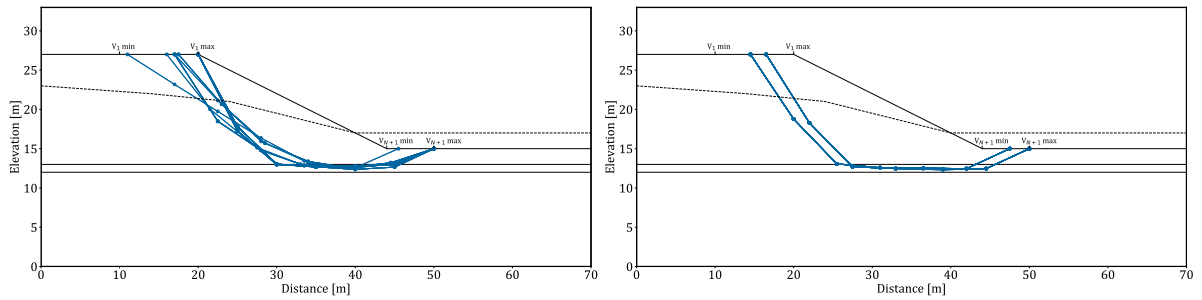 30
25
20
15
10
5
0
Elevation [m]
V1 min
V1 max
VN+1 min
VN+1 max
0 10 20 30 40 50 60 70
Distance [m]
30
25
20
15
10
5
0
Elevation [m]
V1 min
V1 max
VN+1 min
VN+1 max
0 10 20 30 40 50 60 70
Distance [m]